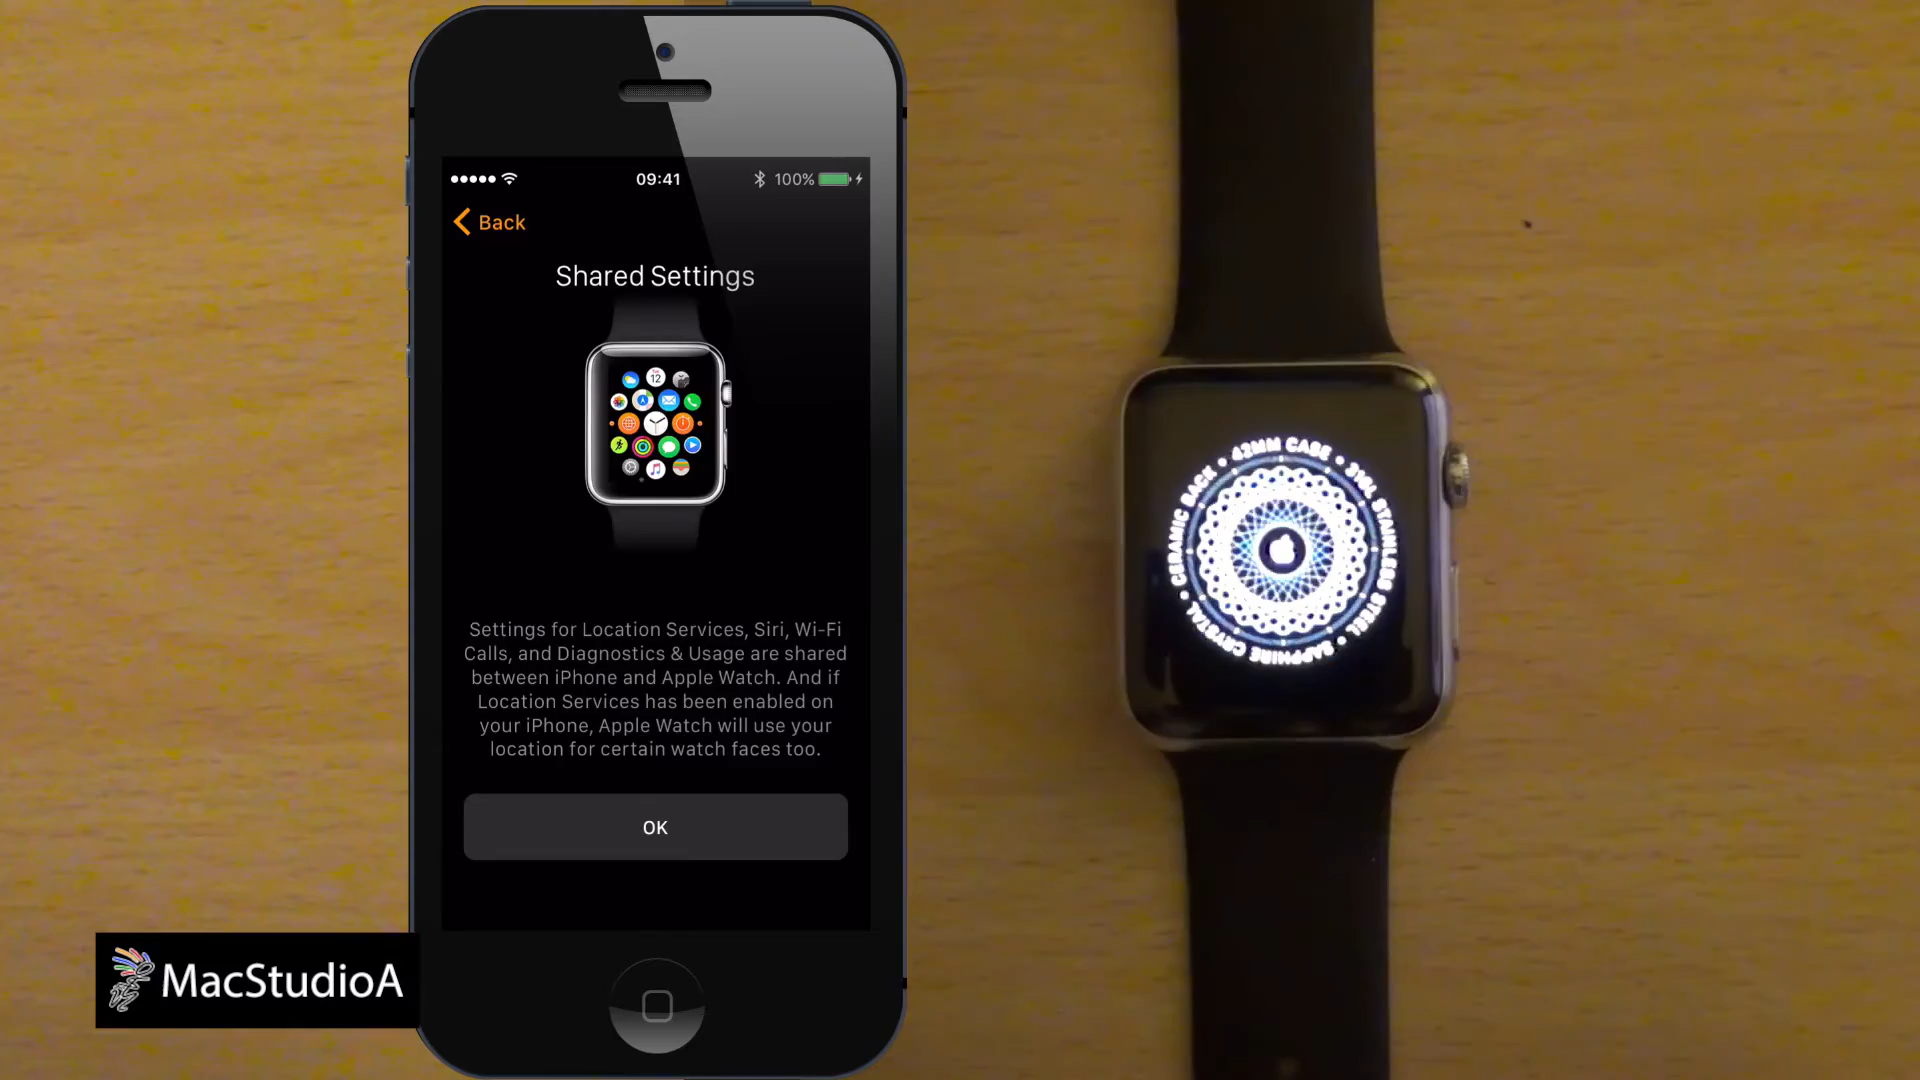 09:41
100%
Back
Shared Settings
12
Settings for Location Services, Siri, Wi-Fi
Calls, and Diagnostics & Usage are shared
between iPhone and Apple Watch. And if
Location Services has been enabled on
your iPhone, Apple Watch will use your
location for certain watch faces too.
OK
42MM CASE • 316L STAINLESS STEEL • SAPPHIRE CRYSTAL • CERAMIC BACK •
MacStudioA